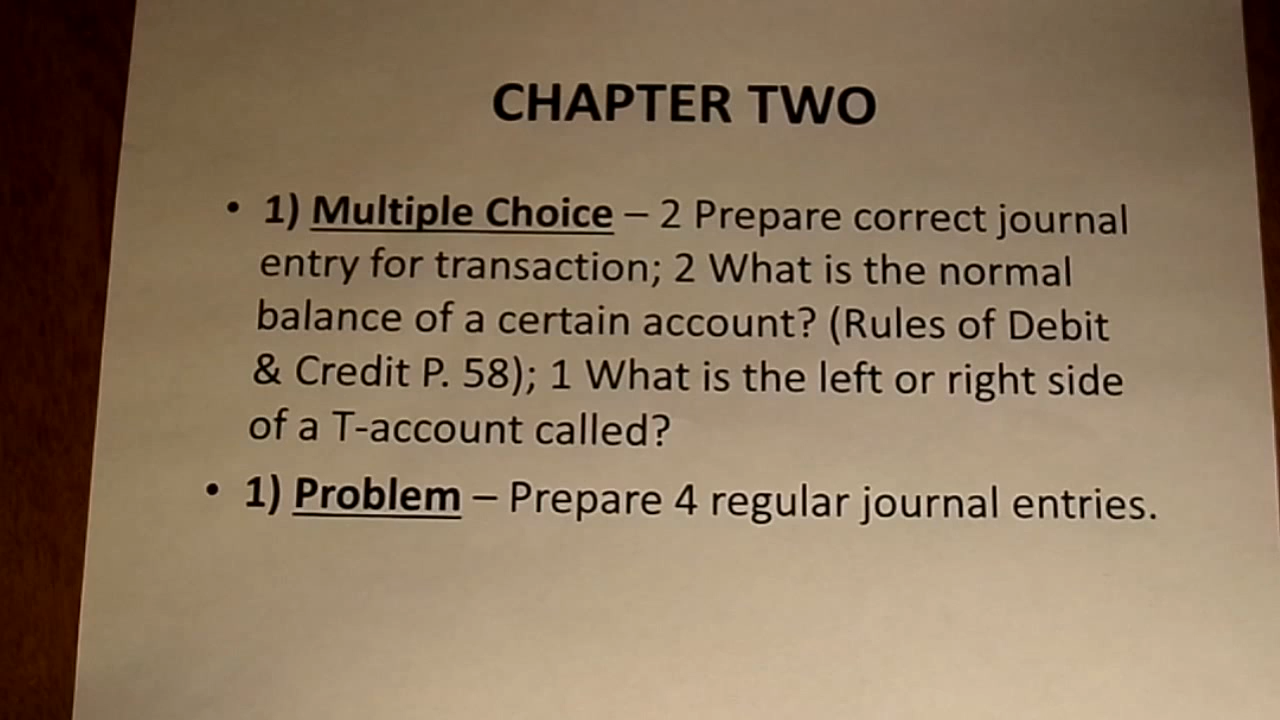 CHAPTER TWO
• 1) Multiple Choice – 2 Prepare correct journal
entry for transaction; 2 What is the normal
balance of a certain account? (Rules of Debit
& Credit P. 58); 1 What is the left or right side
of a T-account called?
• 1) Problem – Prepare 4 regular journal entries.